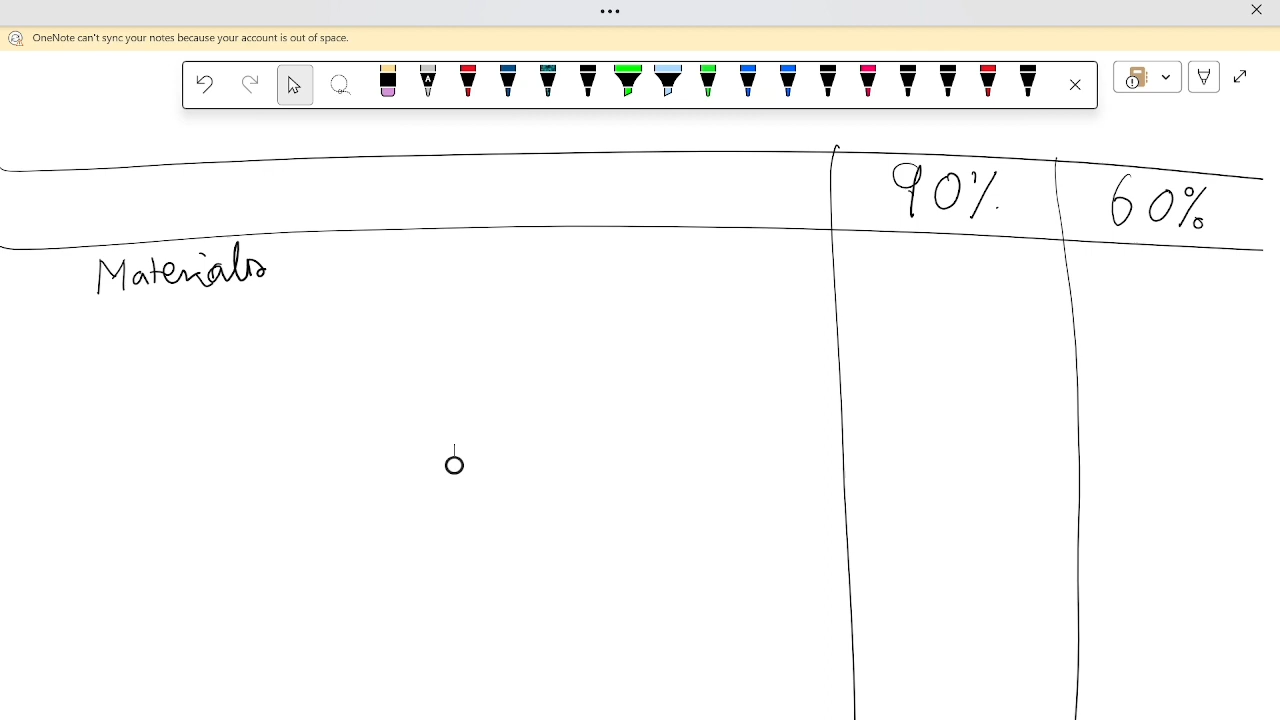 OneNote can't sync your notes because your account is out of space.
A
90% 60%
Materials